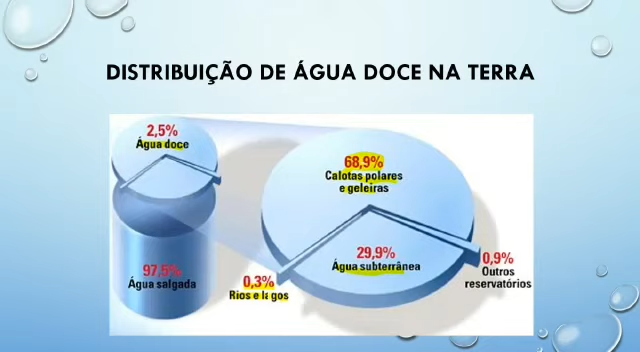 DISTRIBUIÇÃO DE ÁGUA DOCE NA TERRA
2,5%
Água doce
97,5%
Água salgada
68,9%
Calotas polares
e geleiras
29,9%
Água subterrânea
0,3%
Rios e lagos
0,9%
Outros
reservatórios